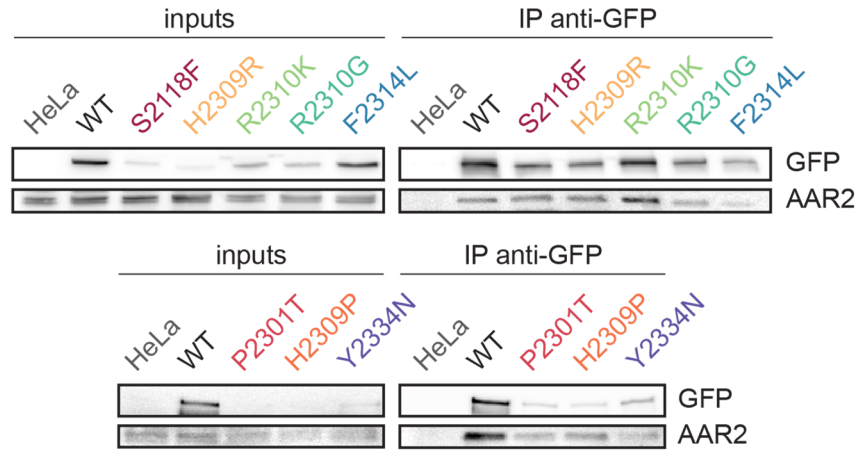 inputs IP anti-GFP
HeLa WT S2118F H2309R R2310K R2310G F2314L HeLa WT S2118F H2309R R2310K R2310G F2314L
GFP
AAR2
inputs IP anti-GFP
HeLa WT P2301T H2309P Y2334N HeLa WT P2301T H2309P Y2334N
GFP
AAR2